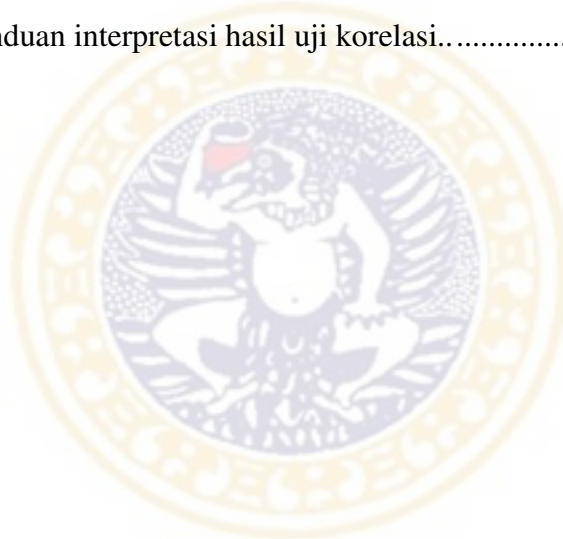 nduan interpretasi hasil uji korelasi.. ..............